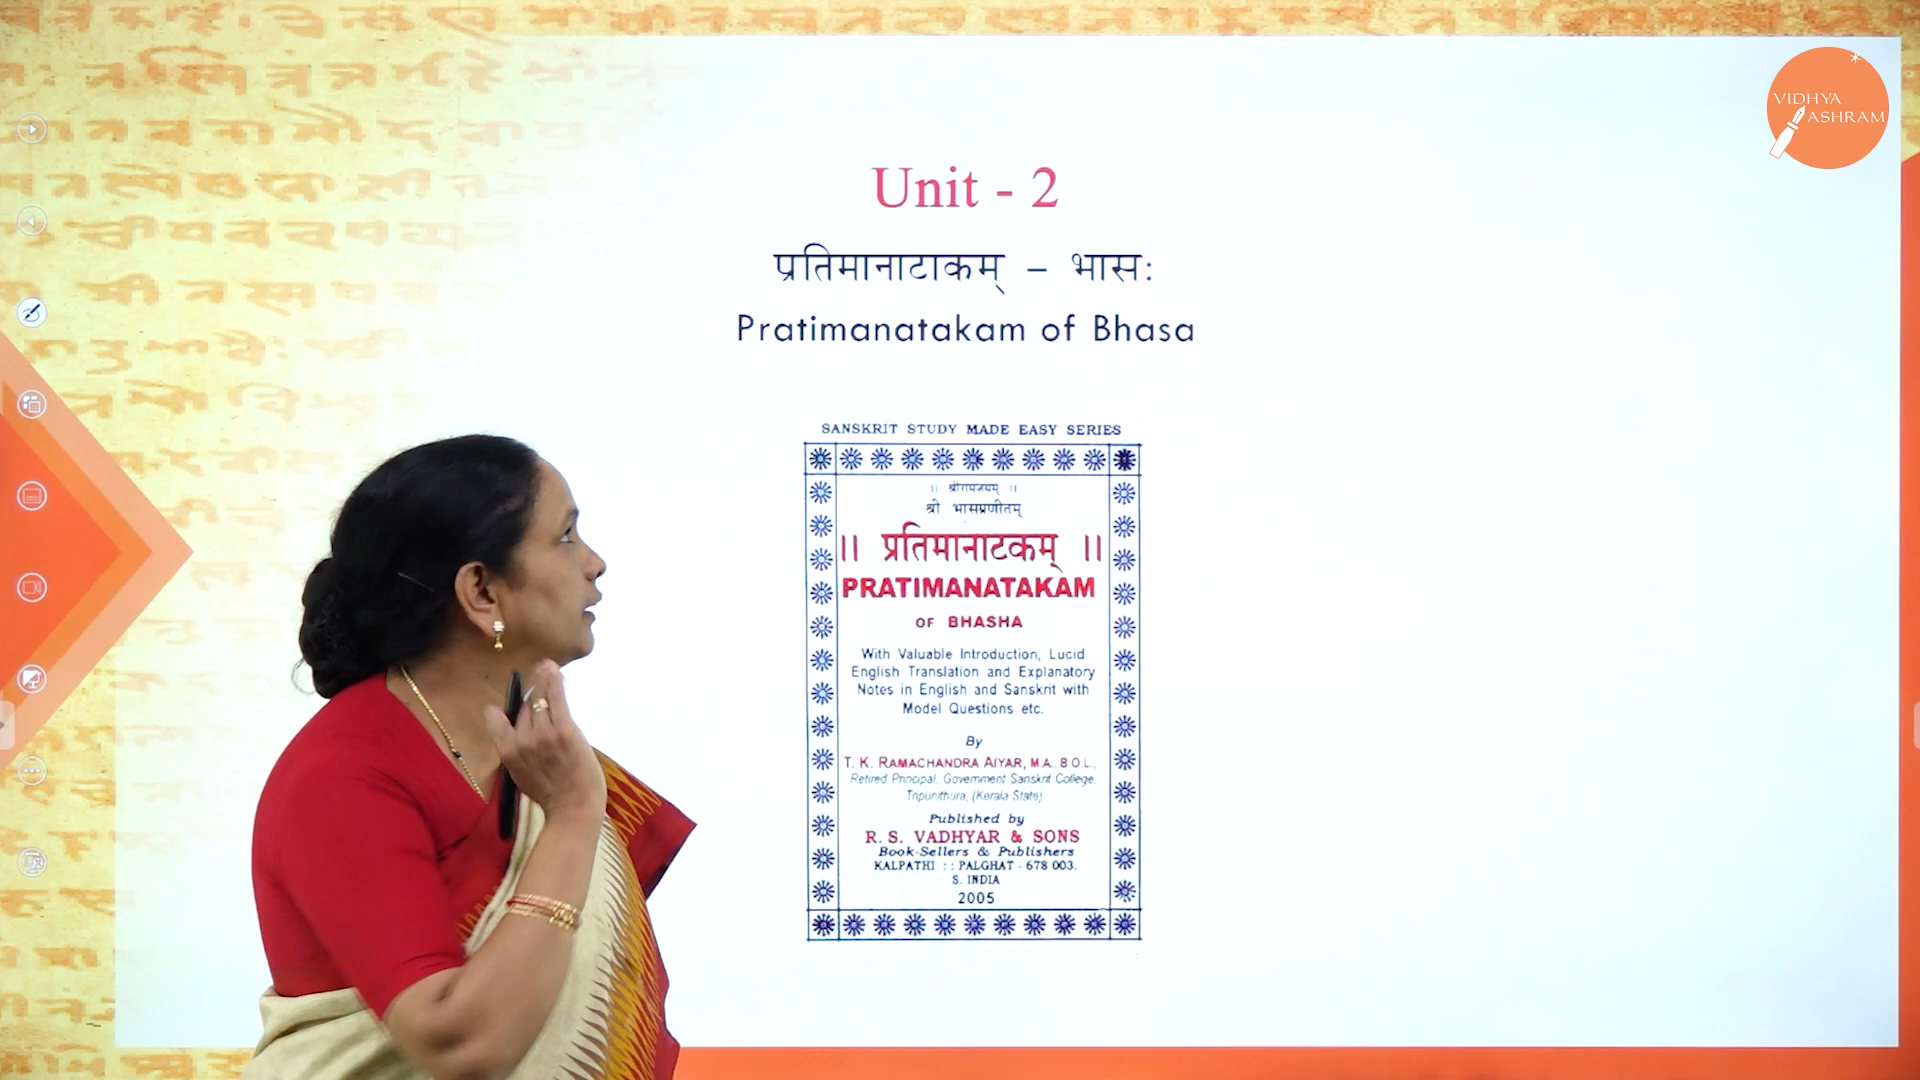 VIDHYA
ASHRAM
Unit - 2
प्रतिमानाटाकम् – भासः
Pratimanatakam of Bhasa
SANSKRIT STUDY MADE EASY SERIES
।। श्रीरामजयम् ।।
श्री भासप्रणीतम्
।। प्रतिमानाटकम् ।।
PRATIMANATAKAM
OF BHASHA
With Valuable Introduction, Lucid
English Translation and Explanatory
Notes in English and Sanskrit with
Model Questions etc.
By
T. K. RAMACHANDRA AIYAR, M.A. B.O.L.,
Retired Principal, Government Sanskrit College,
Tripunithura, (Kerala State)
Published by
R. S. VADHYAR & SONS
Book-Sellers & Publishers
KALPATHI :: PALGHAT - 678 003.
S. INDIA
2005